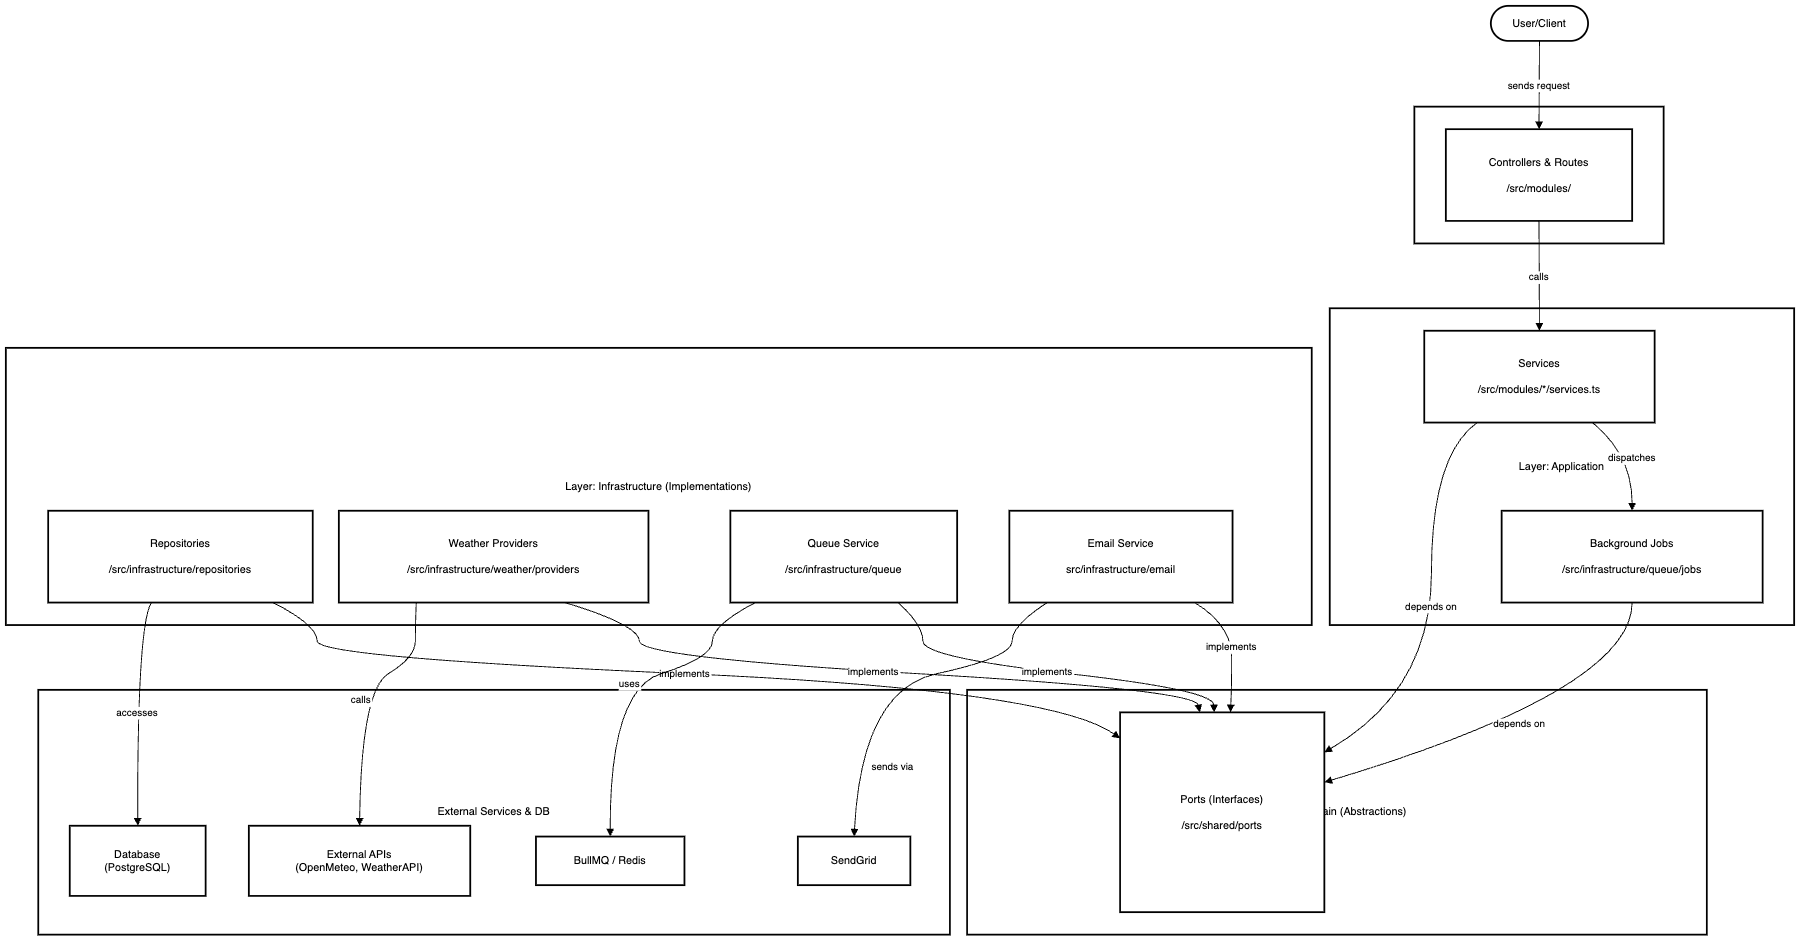 User/Client
sends request
Controllers & Routes
/src/modules/
calls
Services
/src/modules/*/services.ts
dispatches
Layer: Application
Layer: Infrastructure (Implementations)
Repositories
/src/infrastructure/repositories
Weather Providers
/src/infrastructure/weather/providers
Queue Service
/src/infrastructure/queue
Email Service
src/infrastructure/email
Background Jobs
/src/infrastructure/queue/jobs
depends on
implements
implements
implements
implements
uses
calls
accesses
depends on
sends via
External Services & DB
Database
(PostgreSQL)
External APIs
(OpenMeteo, WeatherAPI)
BullMQ / Redis
SendGrid
Ports (Interfaces)
/src/shared/ports
(Abstractions)